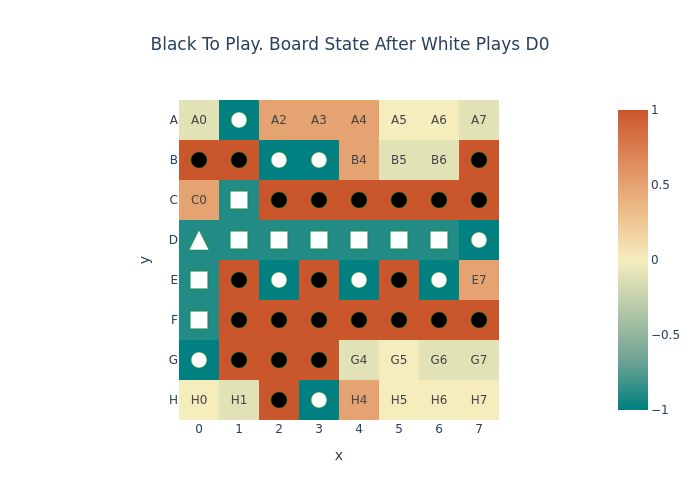 Black To Play. Board State After White Plays D0
A A0 A2 A3 A4 A5 A6 A7
B B4 B5 B6
C C0
D
E E7
F
G G4 G5 G6 G7
H H0 H1 H4 H5 H6 H7
0 1 2 3 4 5 6 7
x
y
1
0.5
0
−0.5
−1